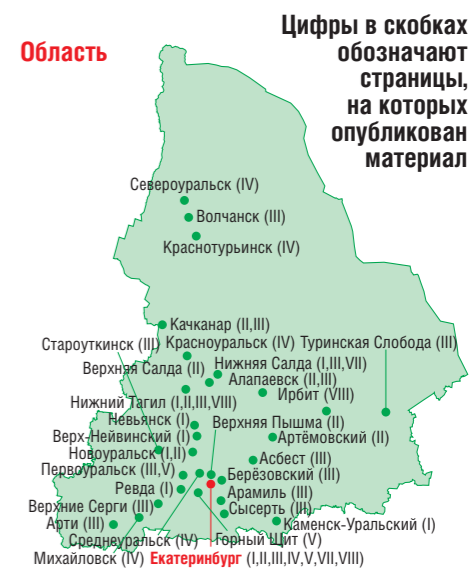 Область
Цифры в скобках
обозначают
страницы,
на которых
опубликован
материал
Североуральск (IV)
Волчанск (III)
Краснотурьинск (IV)
Качканар (II,III)
Староуткинск (III)
Красноуральск (IV)
Туринская Слобода (III)
Верхняя Салда (II)
Нижняя Салда (I,III,VII)
Алапаевск (II,III)
Ирбит (VIII)
Нижний Тагил (I,II,III,VIII)
Невьянск (I)
Верхняя Пышма (II)
Верх-Нейвинский (I)
Артёмовский (II)
Новоуральск (I,II)
Асбест (III)
Первоуральск (III,V)
Берёзовский (III)
Ревда (I)
Арамиль (III)
Верхние Серги (III)
Сысерть (III)
Арти (III)
Каменск-Уральский (I)
Среднеуральск (IV)
Горный Щит (V)
Михайловск (IV)
Екатеринбург (I,II,III,IV,V,VII,VIII)